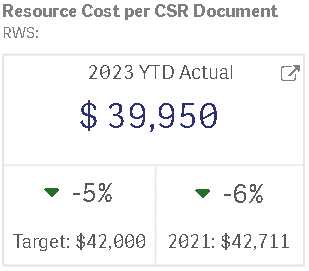 Resource Cost per CSR Document
RWS:
2023 YTD Actual
$ 39,950
-5%
-6%
Target: $42,000
2021: $42,711